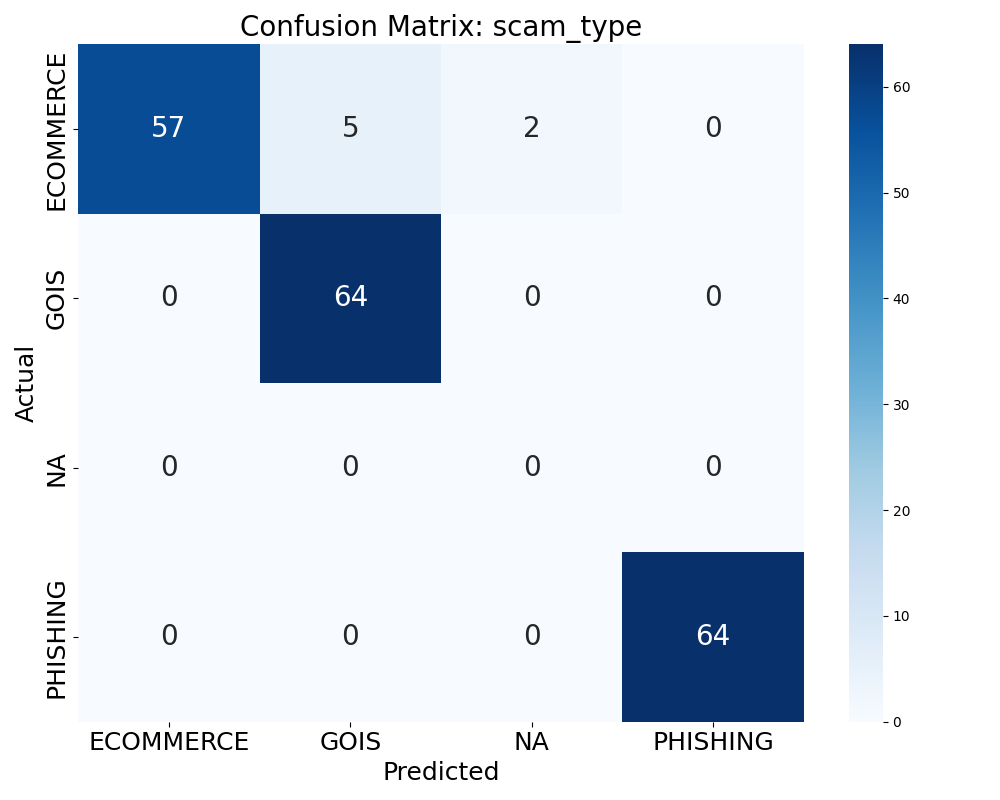 Confusion Matrix: scam_type
ECOMMERCE
57 5 2 0
GOIS
0 64 0 0
NA
0 0 0 0
PHISHING
0 0 0 64
Actual
ECOMMERCE GOIS NA PHISHING
Predicted
60
50
40
30
20
10
0